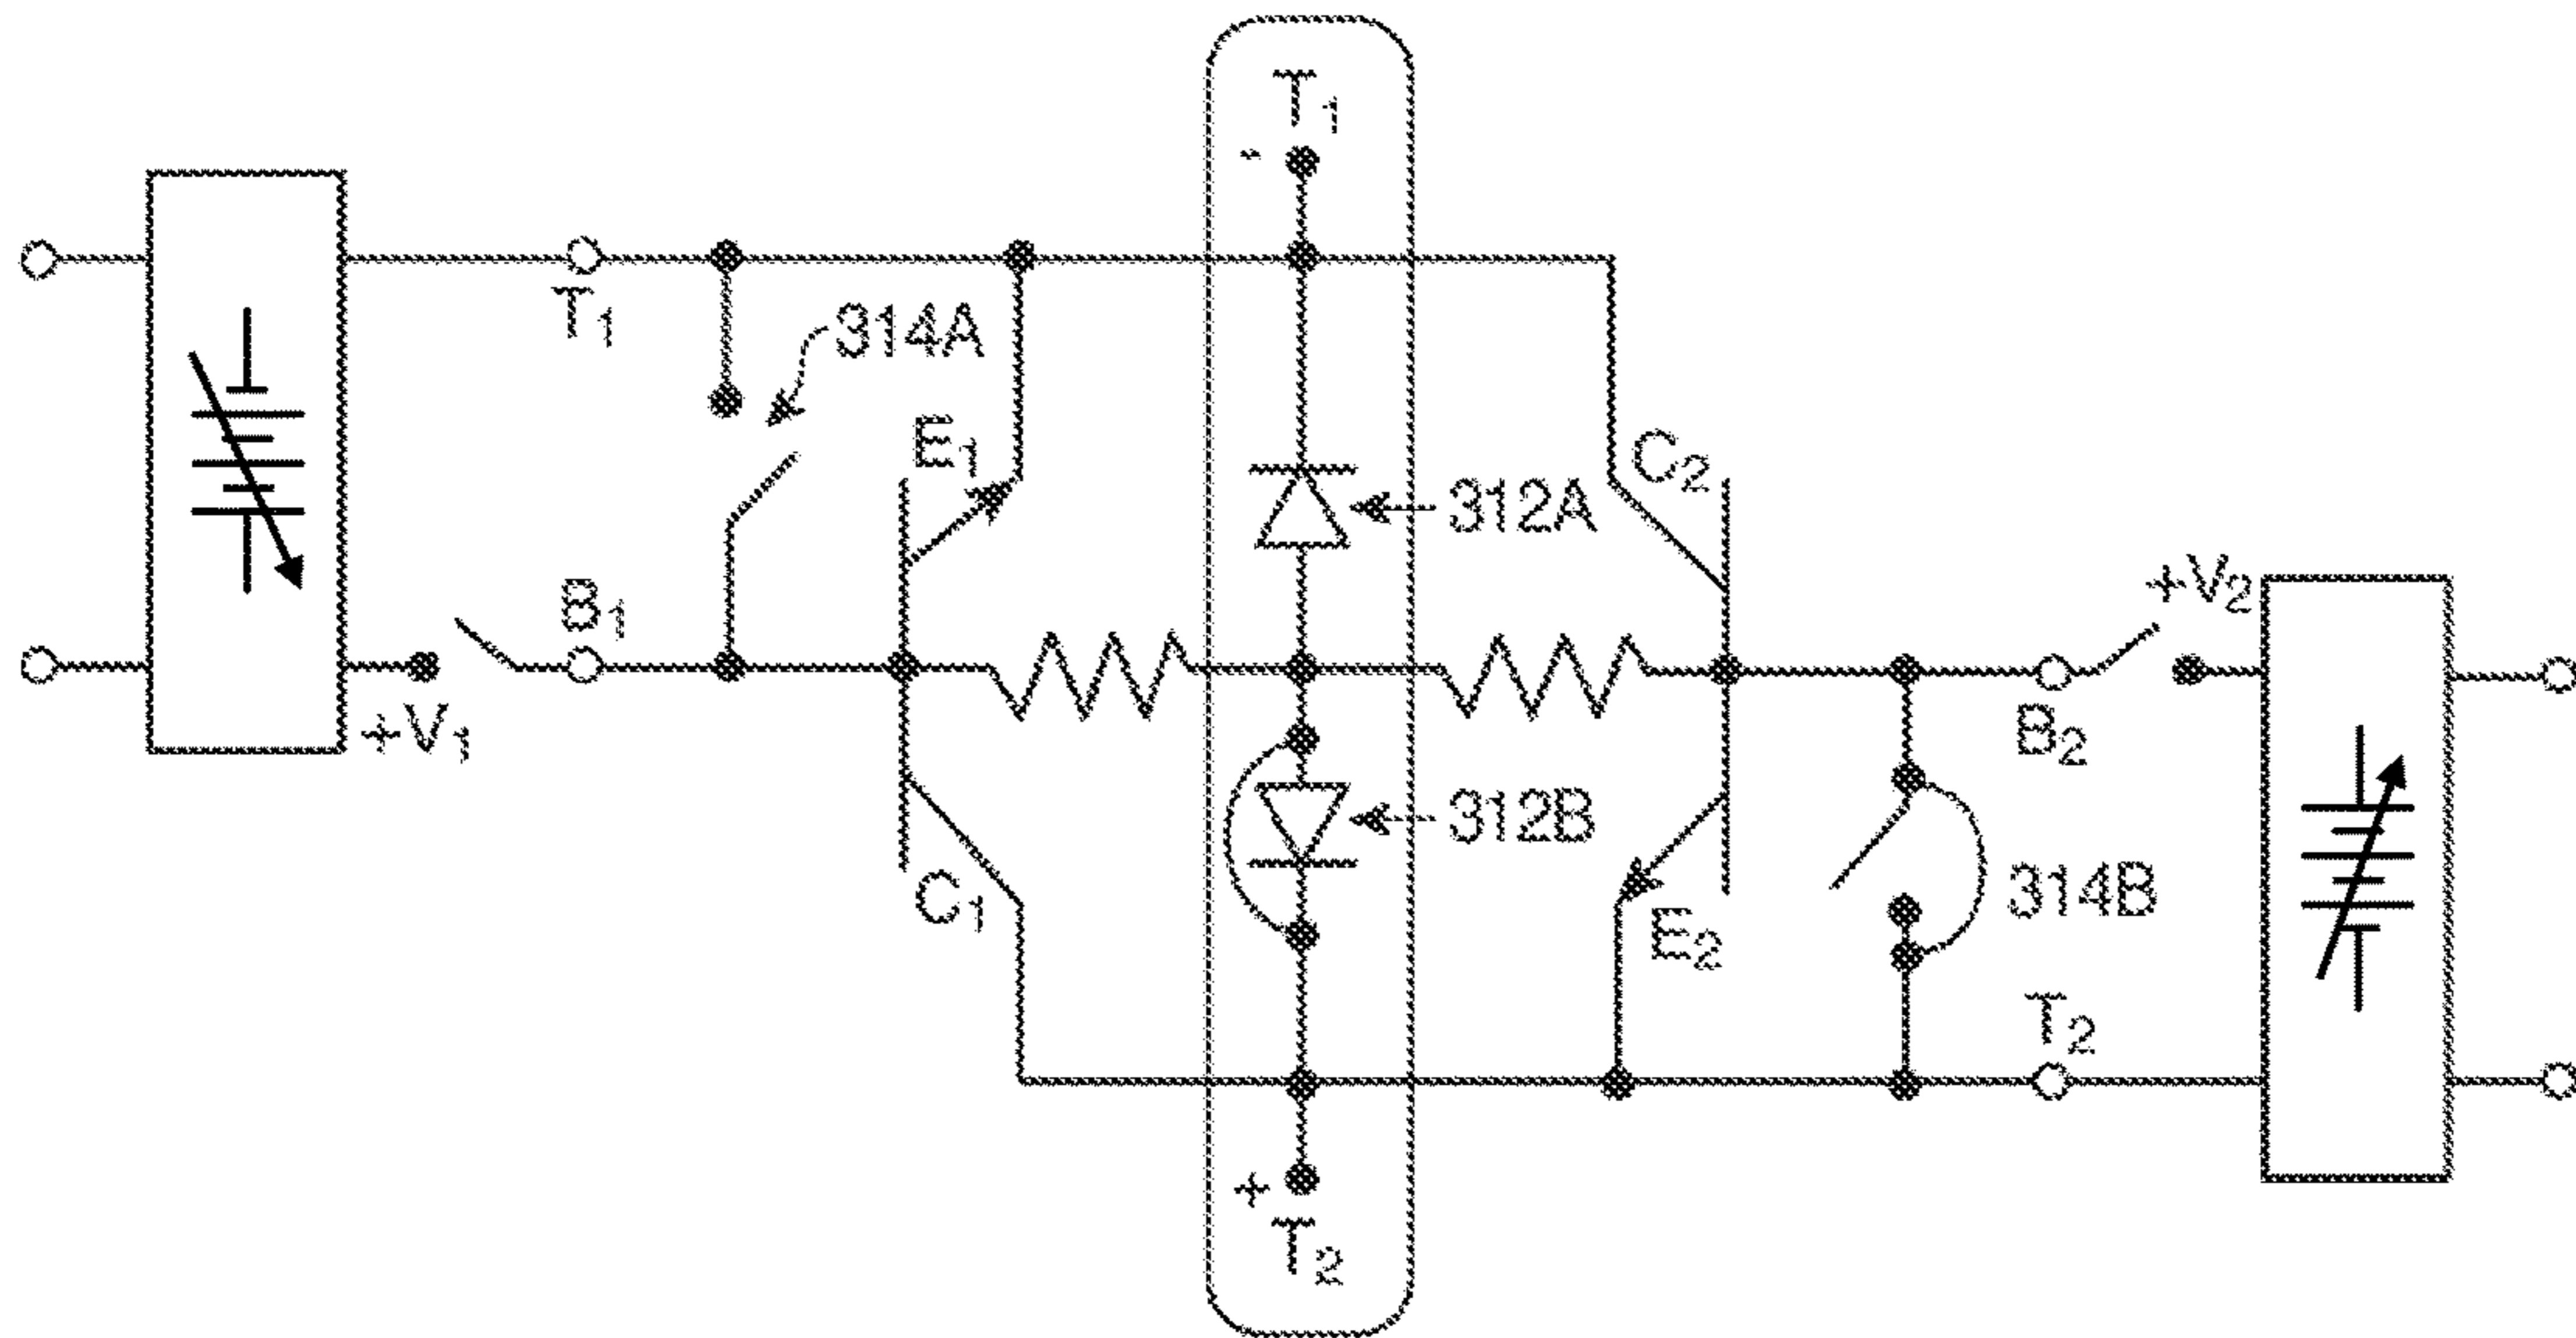 T₁
-
T₁
314A
E₁
C₂
312A
B₁
+V₂
+V₁
B₂
312B
C₁
E₂
314B
T₂
+
T₂